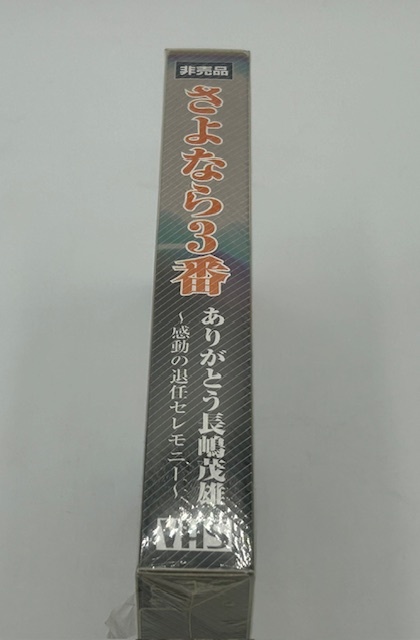 非売品
さよなら3番
ありがとう長嶋茂雄
~感動の退任セレモニー~
VHS